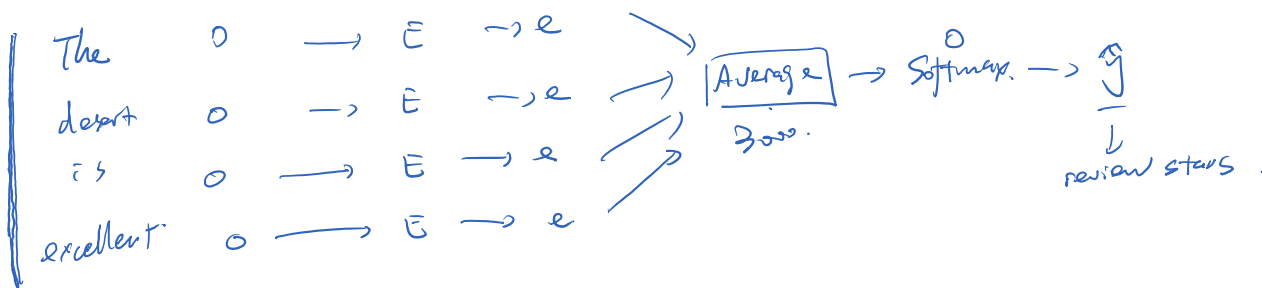 The O → E → e
desert O → E → e
is O → E → e
excellent O → E → e
Average → Softmax. → ŷ
300.
O
↓
review stars